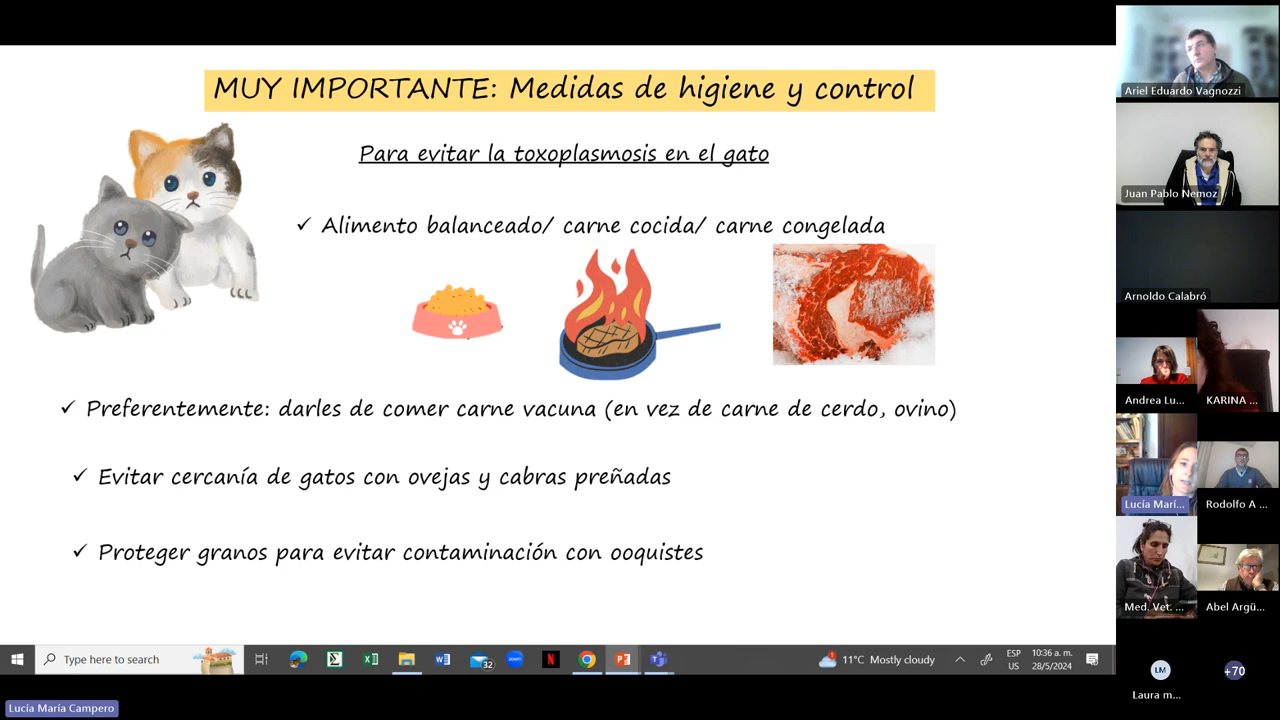 MUY IMPORTANTE: Medidas de higiene y control
Para evitar la toxoplasmosis en el gato
✓ Alimento balanceado/ carne cocida/ carne congelada
✓ Preferentemente: darles de comer carne vacuna (en vez de carne de cerdo, ovino)
✓ Evitar cercanía de gatos con ovejas y cabras preñadas
✓ Proteger granos para evitar contaminación con ooquistes
Ariel Eduardo Vagnozzi
Juan Pablo Nemoz
Arnoldo Calabró
Andrea Lu...
KARINA ...
Lucía Marí...
Rodolfo A ...
Med. Vet. ...
Abel Argü...
LM
+70
Laura m...
Type here to search
32
zoom
11°C Mostly cloudy
ESP
US
10:36 a. m.
28/5/2024
Lucía María Campero